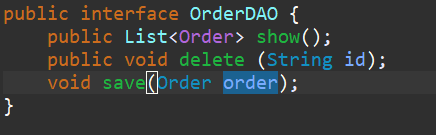 public interface OrderDAO {
    public List<Order> show();
    public void delete (String id);
    void save(Order order);
}